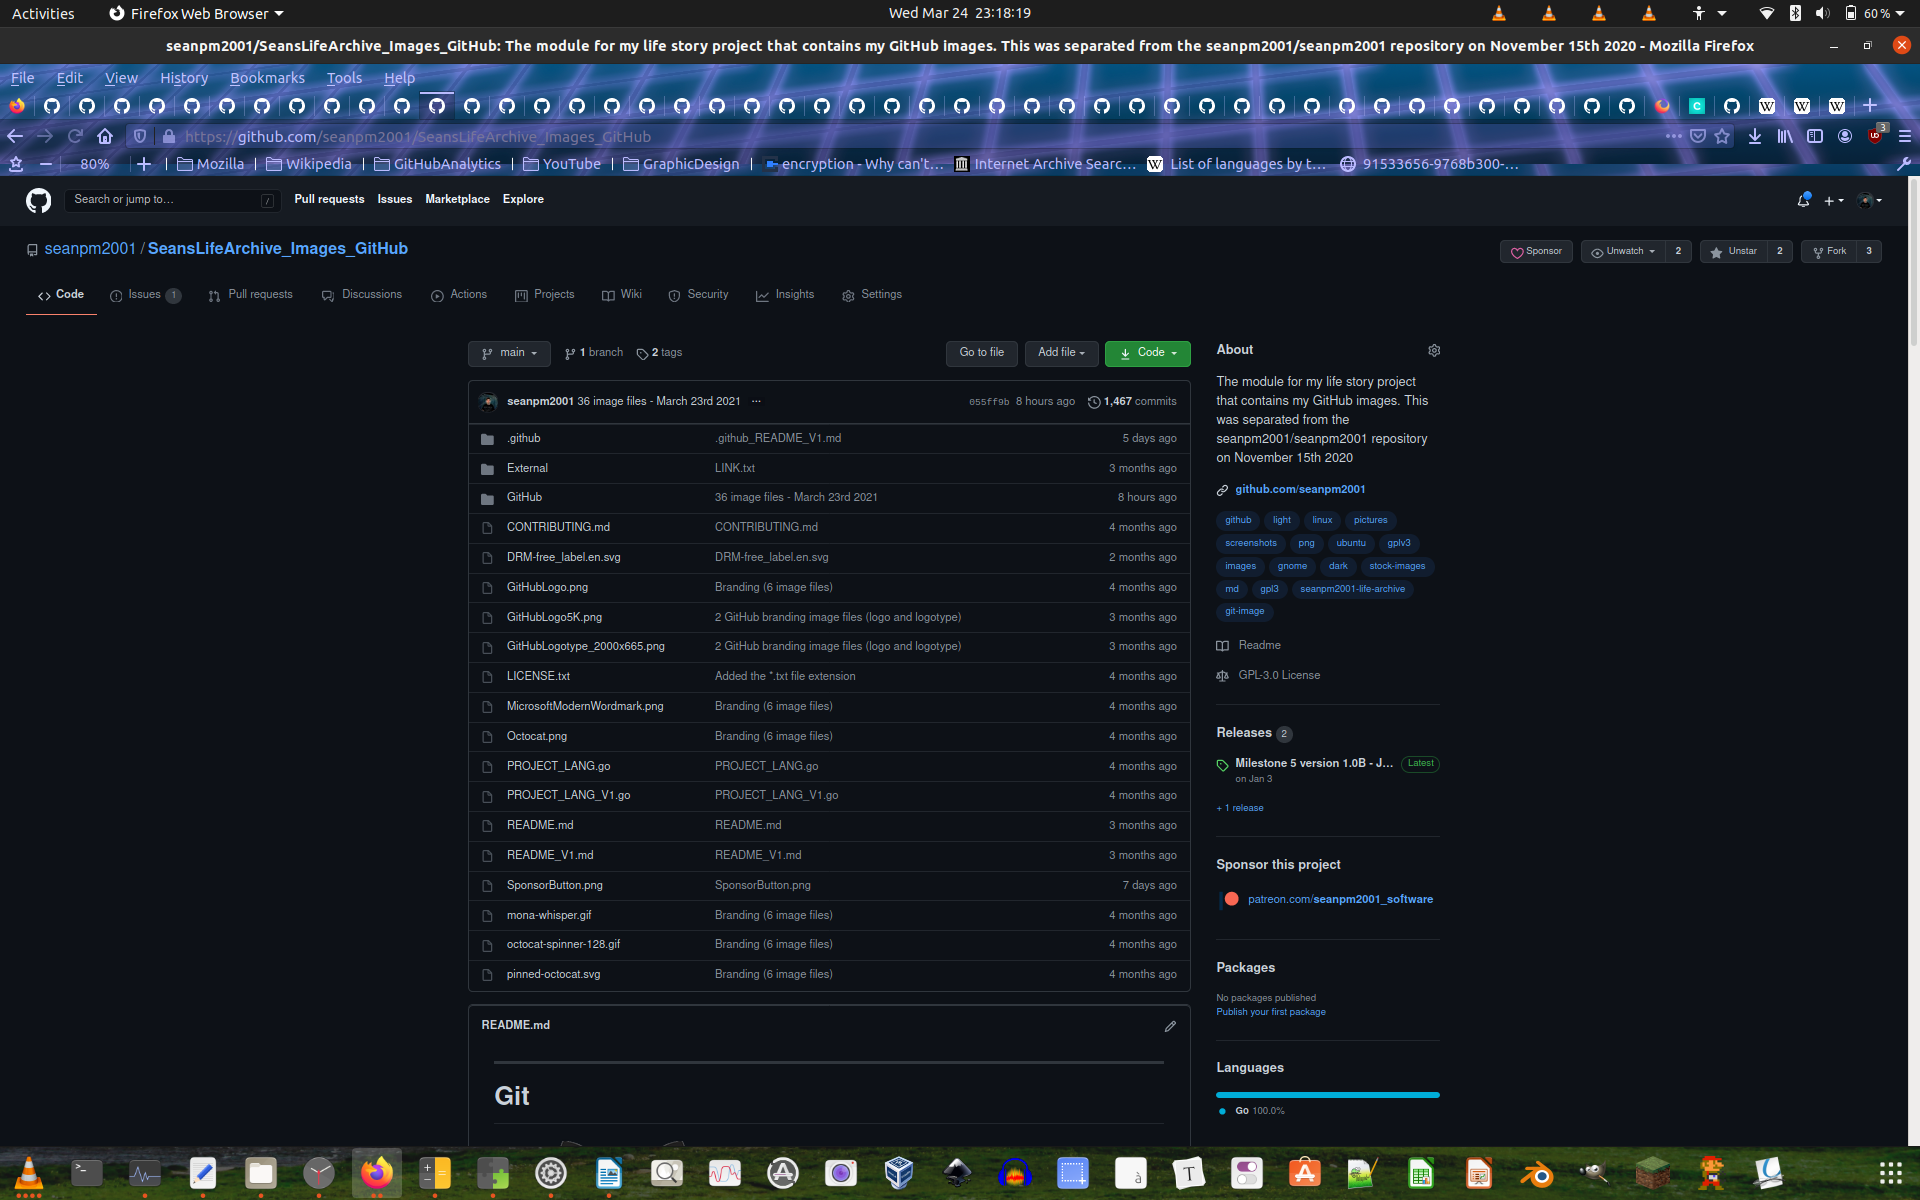 Activities Firefox Web Browser Wed Mar 24 23:18:19 60 %
seanpm2001/SeansLifeArchive_Images_GitHub: The module for my life story project that contains my GitHub images. This was separated from the seanpm2001/seanpm2001 repository on November 15th 2020 - Mozilla Firefox
File Edit View History Bookmarks Tools Help
https://github.com/seanpm2001/SeansLifeArchive_Images_GitHub 3
80% Mozilla Wikipedia GitHubAnalytics YouTube GraphicDesign encryption - Why can't… Internet Archive Searc… List of languages by t… 91533656-9768b300-…
Search or jump to… / Pull requests Issues Marketplace Explore
seanpm2001 / SeansLifeArchive_Images_GitHub Sponsor Unwatch 2 Unstar 2 Fork 3
Code Issues 1 Pull requests Discussions Actions Projects Wiki Security Insights Settings
main 1 branch 2 tags Go to file Add file Code
seanpm2001 36 image files - March 23rd 2021 ... 055ff9b 8 hours ago 1,467 commits
.github .github_README_V1.md 5 days ago
External LINK.txt 3 months ago
GitHub 36 image files - March 23rd 2021 8 hours ago
CONTRIBUTING.md CONTRIBUTING.md 4 months ago
DRM-free_label.en.svg DRM-free_label.en.svg 2 months ago
GitHubLogo.png Branding (6 image files) 4 months ago
GitHubLogo5K.png 2 GitHub branding image files (logo and logotype) 3 months ago
GitHubLogotype_2000x665.png 2 GitHub branding image files (logo and logotype) 3 months ago
LICENSE.txt Added the *.txt file extension 4 months ago
MicrosoftModernWordmark.png Branding (6 image files) 4 months ago
Octocat.png Branding (6 image files) 4 months ago
PROJECT_LANG.go PROJECT_LANG.go 4 months ago
PROJECT_LANG_V1.go PROJECT_LANG_V1.go 4 months ago
README.md README.md 3 months ago
README_V1.md README_V1.md 3 months ago
SponsorButton.png SponsorButton.png 7 days ago
mona-whisper.gif Branding (6 image files) 4 months ago
octocat-spinner-128.gif Branding (6 image files) 4 months ago
pinned-octocat.svg Branding (6 image files) 4 months ago
README.md
Git
About
The module for my life story project
that contains my GitHub images. This
was separated from the
seanpm2001/seanpm2001 repository
on November 15th 2020
github.com/seanpm2001
github light linux pictures
screenshots png ubuntu gplv3
images gnome dark stock-images
md gpl3 seanpm2001-life-archive
git-image
Readme
GPL-3.0 License
Releases 2
Milestone 5 version 1.0B - J... Latest
on Jan 3
+ 1 release
Sponsor this project
patreon.com/seanpm2001_software
Packages
No packages published
Publish your first package
Languages
Go 100.0%